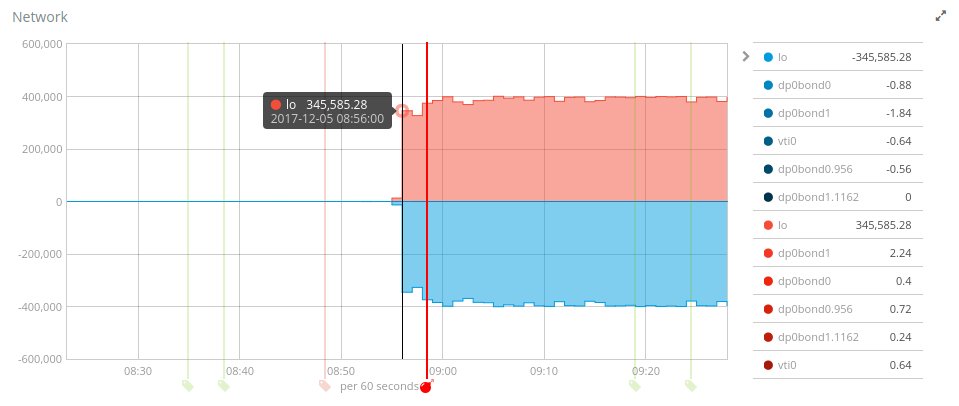 Network
600,000
400,000
200,000
0
-200,000
-400,000
-600,000
lo 345,585.28
2017-12-05 08:56:00
08:30 08:40 08:50 09:00 09:10 09:20
per 60 seconds
lo -345,585.28
dp0bond0 -0.88
dp0bond1 -1.84
vti0 -0.64
dp0bond0.956 -0.56
dp0bond1.1162 0
lo 345,585.28
dp0bond1 2.24
dp0bond0 0.4
dp0bond0.956 0.72
dp0bond1.1162 0.24
vti0 0.64